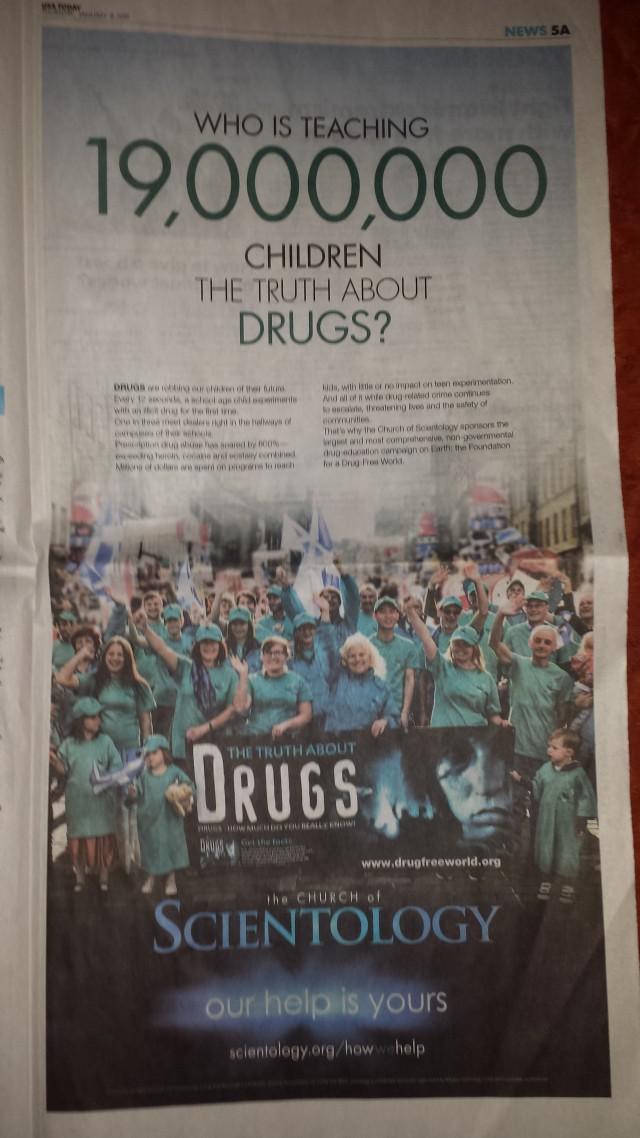 USA TODAY
NEWS 5A
WHO IS TEACHING
19,000,000
CHILDREN
THE TRUTH ABOUT
DRUGS?
DRUGS are robbing our children of their future.
Every 12 seconds, a school age child experiments
with an illicit drug for the first time.
One in three meet dealers right in the hallways of
campuses of their schools.
Prescription drug abuse has soared by 800%—
exceeding heroin, cocaine and ecstasy combined.
Millions of dollars are spent on programs to reach
kids, with little or no impact on teen experimentation.
And all of it while drug-related crime continues
to escalate, threatening lives and the safety of
communities.
That's why the Church of Scientology sponsors the
largest and most comprehensive, non-governmental
drug education campaign on Earth: the Foundation
for a Drug-Free World.
THE TRUTH ABOUT
DRUGS
DRUGS: HOW MUCH DO YOU REALLY KNOW?
DRUGS
Get the facts
www.drugfreeworld.org
the CHURCH of
SCIENTOLOGY
our help is yours
scientology.org/howwehelp